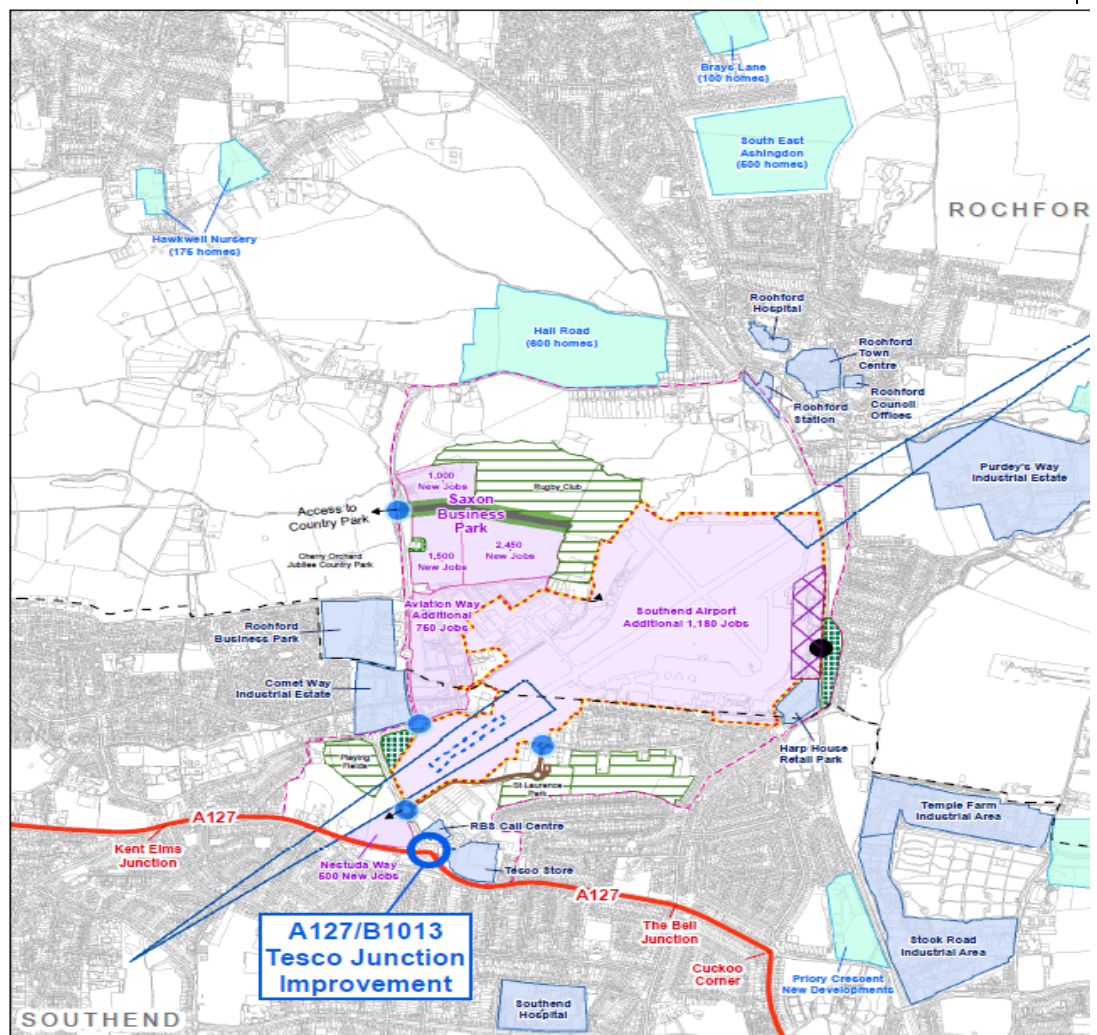 Brays Lane
(100 homes)
South East
Ashingdon
(500 homes)
ROCHFOR
Hawkwell Nursery
(175 homes)
Rochford
Hospital
Hall Road
(600 homes)
Rochford
Town
Centre
Rochford
Council
Offices
Rochford
Station
Purdey's Way
Industrial Estate
1,000
New Jobs
Rugby Club
Saxon
Business
Park
Access to
Country Park
1,500
New Jobs
2,450
New Jobs
Cherry Orchard
Jubilee Country Park
Aviation Way
Additional
750 Jobs
Southend Airport
Additional 1,180 Jobs
Rochford
Business Park
Comet Way
Industrial Estate
Harp House
Retail Park
Playing
Fields
St Laurence
Park
Temple Farm
Industrial Area
A127
RBS Call Centre
Kent Elms
Junction
Nestuda Way
500 New Jobs
Tesco Store
A127
The Bell
Junction
A127/B1013
Tesco Junction
Improvement
Stock Road
Industrial Area
Cuckoo
Corner
Priory Crescent
New Developments
Southend
Hospital
SOUTHEND